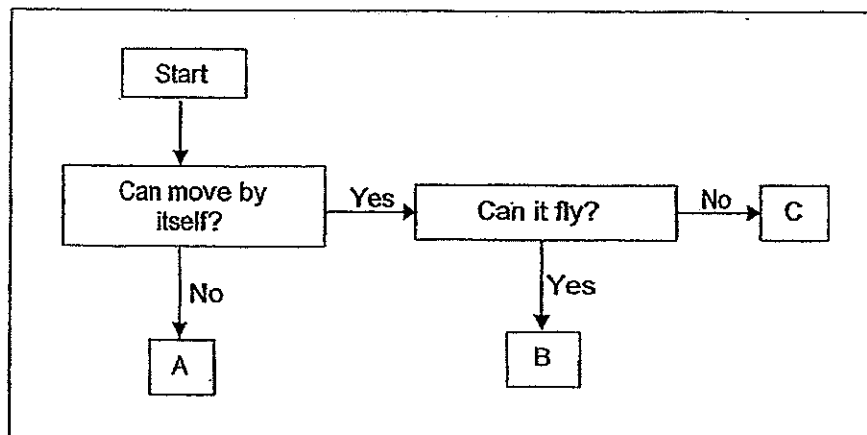 Start
Can move by
itself?
Yes
Can it fly?
No
C
No
Yes
A
B